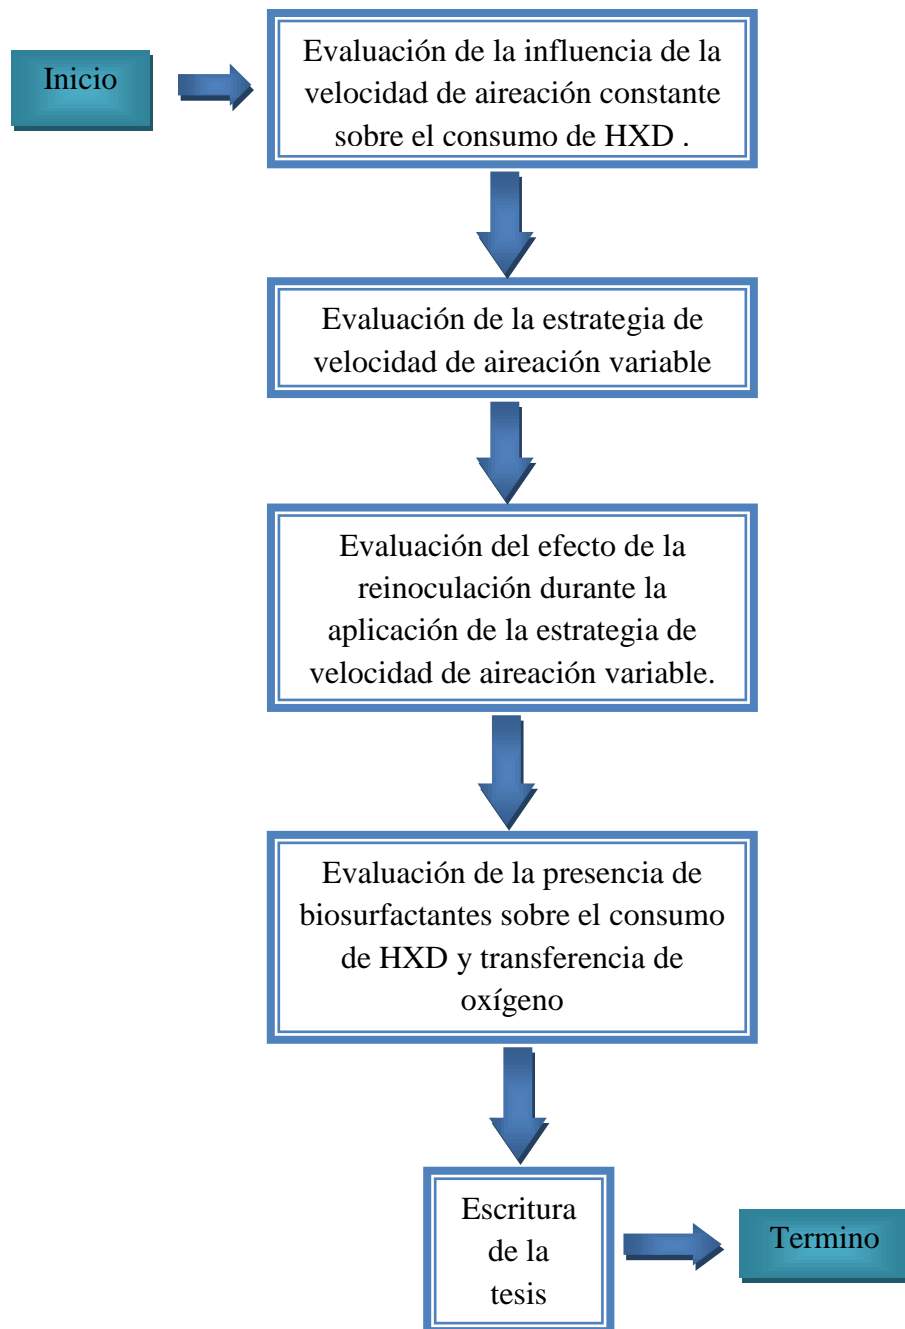 Inicio
Evaluación de la influencia de la
velocidad de aireación constante
sobre el consumo de HXD .
Evaluación de la estrategia de
velocidad de aireación variable
Evaluación del efecto de la
reinoculación durante la
aplicación de la estrategia de
velocidad de aireación variable.
Evaluación de la presencia de
biosurfactantes sobre el consumo
de HXD y transferencia de
oxígeno
Escritura
de la
tesis
Termino